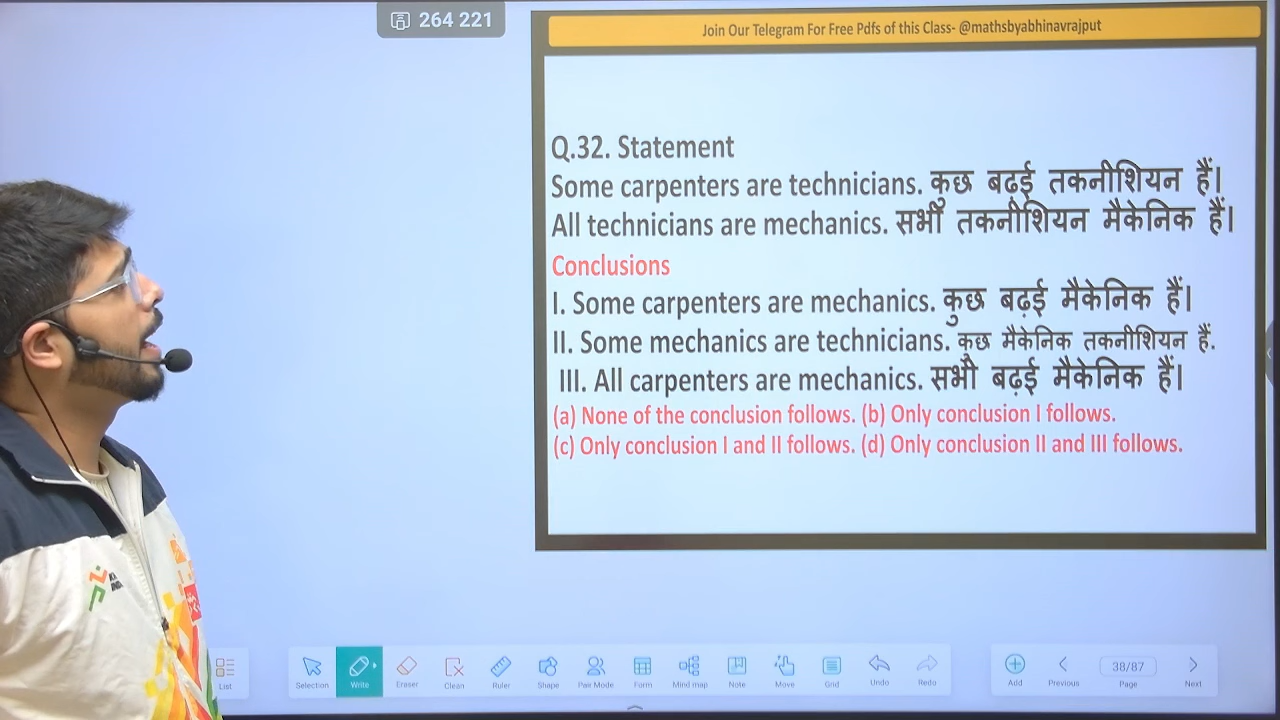 264 221
Join Our Telegram For Free Pdfs of this Class- @mathsbyabhinavrajput
Q.32. Statement
Some carpenters are technicians. कुछ बढ़ई तकनीशियन हैं।
All technicians are mechanics. सभी तकनीशियन मैकेनिक हैं।
Conclusions
I. Some carpenters are mechanics. कुछ बढ़ई मैकेनिक हैं।
II. Some mechanics are technicians. कुछ मैकेनिक तकनीशियन हैं.
III. All carpenters are mechanics. सभी बढ़ई मैकेनिक हैं।
(a) None of the conclusion follows. (b) Only conclusion I follows.
(c) Only conclusion I and II follows. (d) Only conclusion II and III follows.
List Selection Write Eraser Clean Ruler Shape Pair Mode Form Mind map Note Move Grid Undo Redo Add Previous 38/87 Page Next